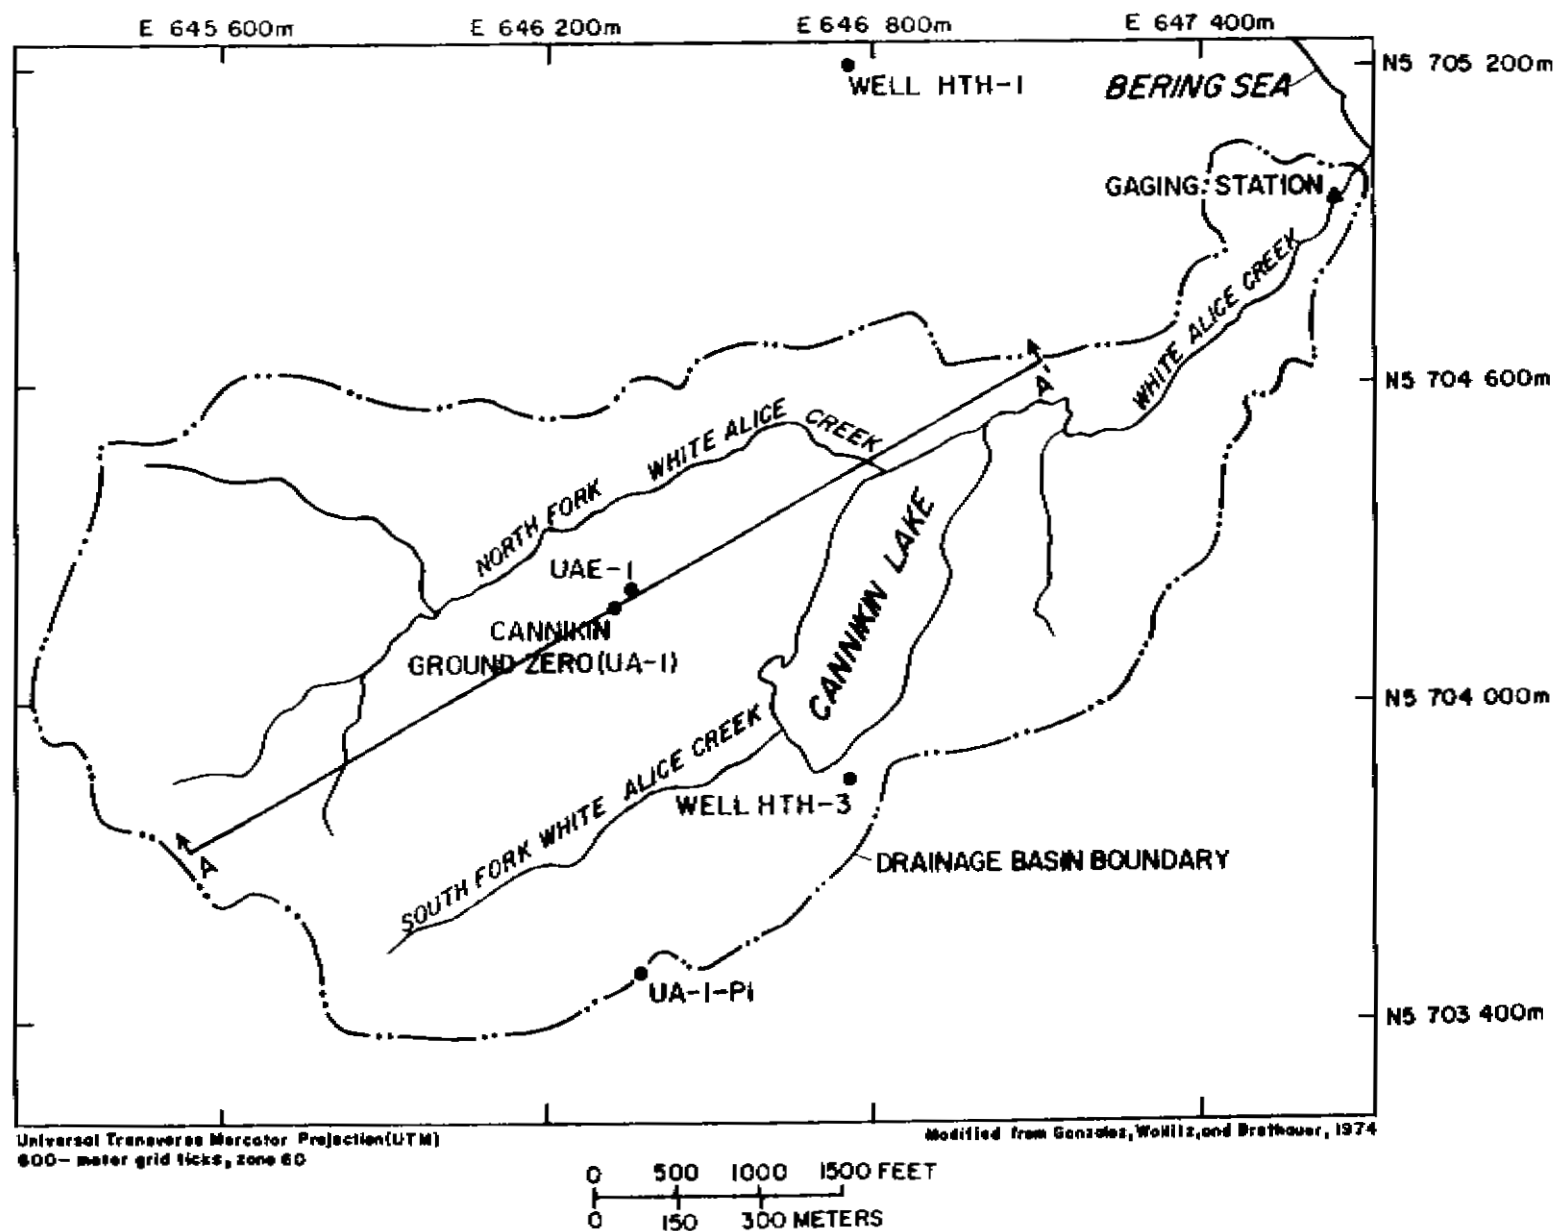 E 645 600m E 646 200m E 646 800m E 647 400m
N5 705 200m
WELL HTH-1
BERING SEA
GAGING STATION
WHITE ALICE CREEK
N5 704 600m
A'
NORTH FORK WHITE ALICE CREEK
UAE-1
CANNIKIN
GROUND ZERO(UA-1)
CANNIKIN LAKE
N5 704 000m
SOUTH FORK WHITE ALICE CREEK
WELL HTH-3
A
DRAINAGE BASIN BOUNDARY
UA-1-P1
N5 703 400m
Universal Transverse Mercator Projection(UTM)
600-meter grid ticks, zone 60
Modified from Gonzalez, Wollitz, and Brethauer, 1974
0 500 1000 1500 FEET
0 150 300 METERS